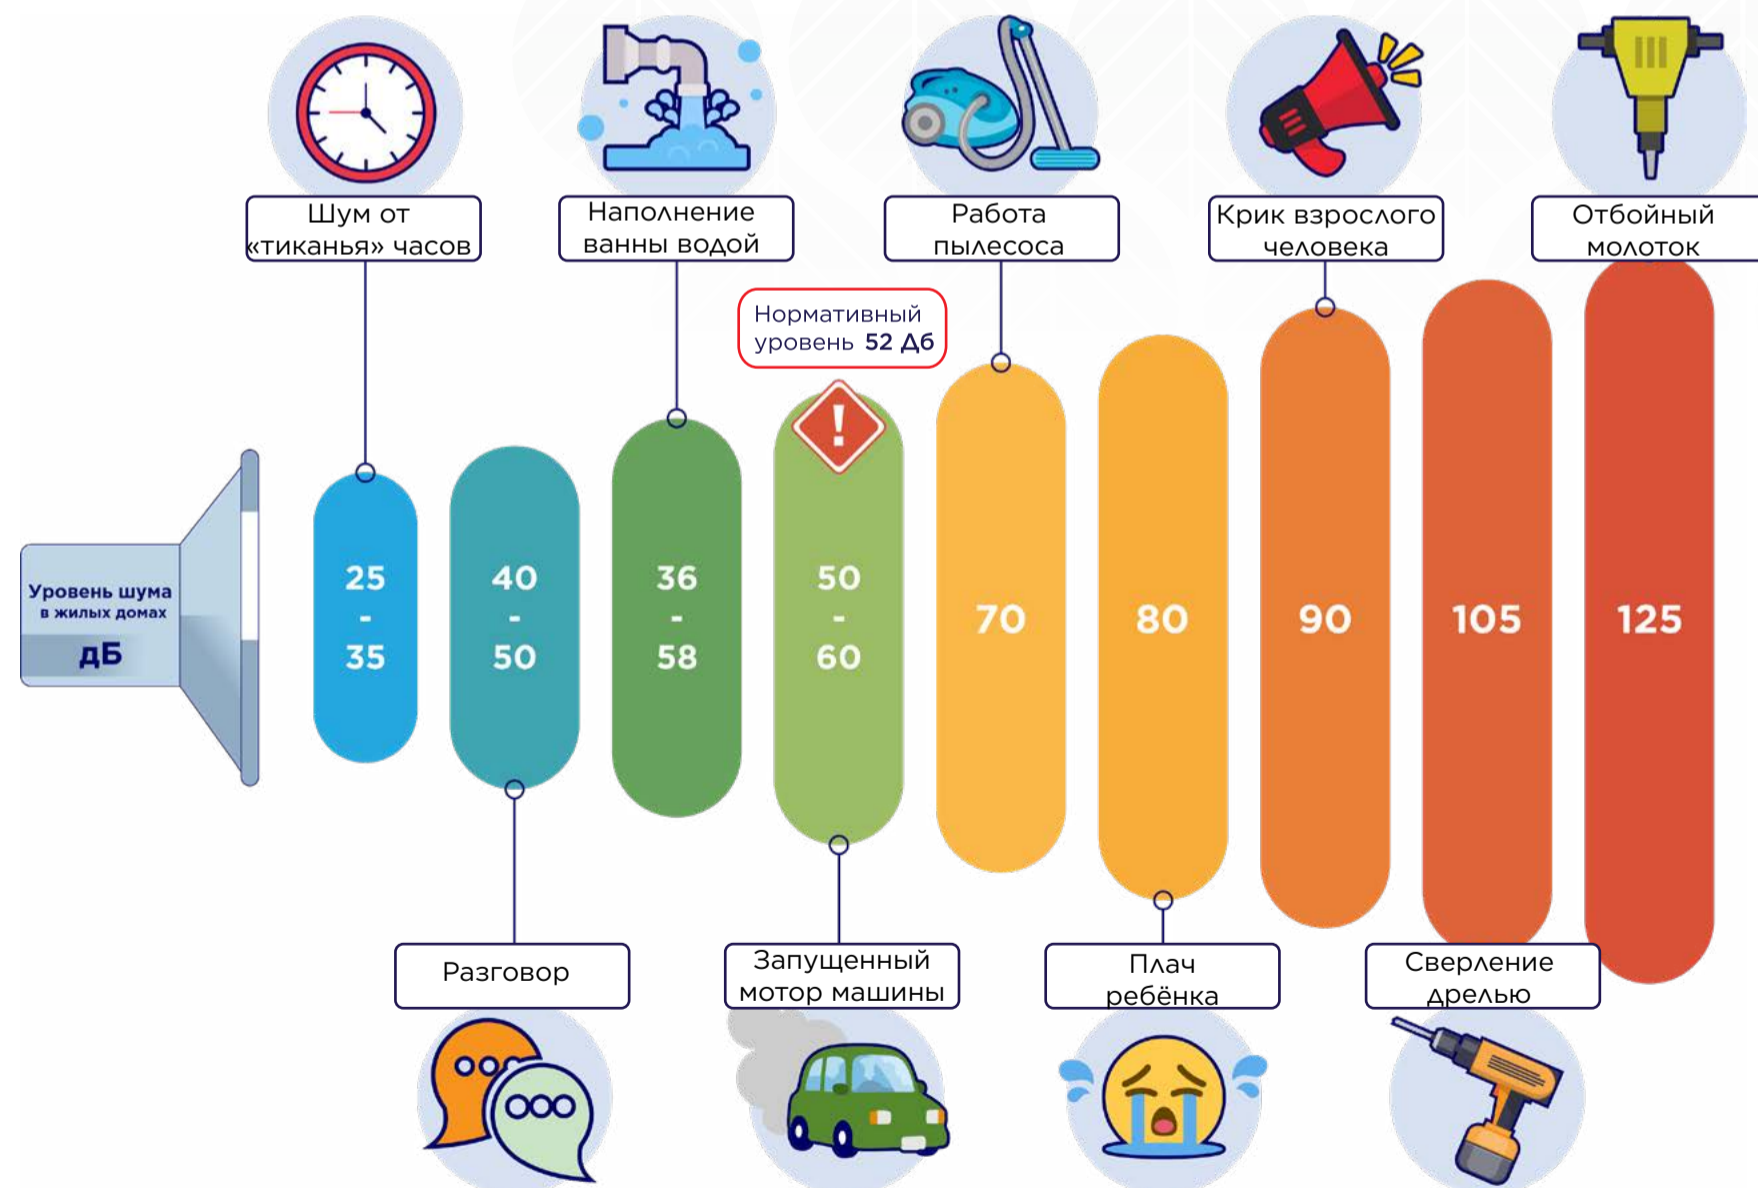 Шум от
«тиканья» часов
Наполнение
ванны водой
Работа
пылесоса
Крик взрослого
человека
Отбойный
молоток
Нормативный
уровень 52 Дб
Уровень шума
в жилых домах
дБ
25
-
35
40
-
50
36
-
58
50
-
60
70
80
90
105
125
!
Разговор
Запущенный
мотор машины
Плач
ребёнка
Сверление
дрелью